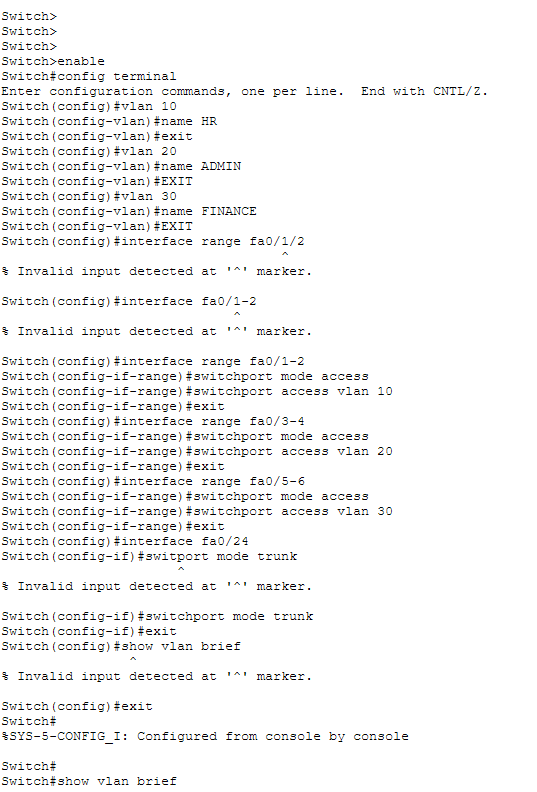 Switch>
Switch>
Switch>
Switch>enable
Switch#config terminal
Enter configuration commands, one per line.  End with CNTL/Z.
Switch(config)#vlan 10
Switch(config-vlan)#name HR
Switch(config-vlan)#exit
Switch(config)#vlan 20
Switch(config-vlan)#name ADMIN
Switch(config-vlan)#EXIT
Switch(config)#vlan 30
Switch(config-vlan)#name FINANCE
Switch(config-vlan)#EXIT
Switch(config)#interface range fa0/1/2
^
% Invalid input detected at '^' marker.
Switch(config)#interface fa0/1-2
^
% Invalid input detected at '^' marker.
Switch(config)#interface range fa0/1-2
Switch(config-if-range)#switchport mode access
Switch(config-if-range)#switchport access vlan 10
Switch(config-if-range)#exit
Switch(config)#interface range fa0/3-4
Switch(config-if-range)#switchport mode access
Switch(config-if-range)#switchport access vlan 20
Switch(config-if-range)#exit
Switch(config)#interface range fa0/5-6
Switch(config-if-range)#switchport mode access
Switch(config-if-range)#switchport access vlan 30
Switch(config-if-range)#exit
Switch(config)#interface fa0/24
Switch(config-if)#switport mode trunk
^
% Invalid input detected at '^' marker.
Switch(config-if)#switchport mode trunk
Switch(config-if)#exit
Switch(config)#show vlan brief
^
% Invalid input detected at '^' marker.
Switch(config)#exit
Switch#
%SYS-5-CONFIG_I: Configured from console by console
Switch#
Switch#show vlan brief